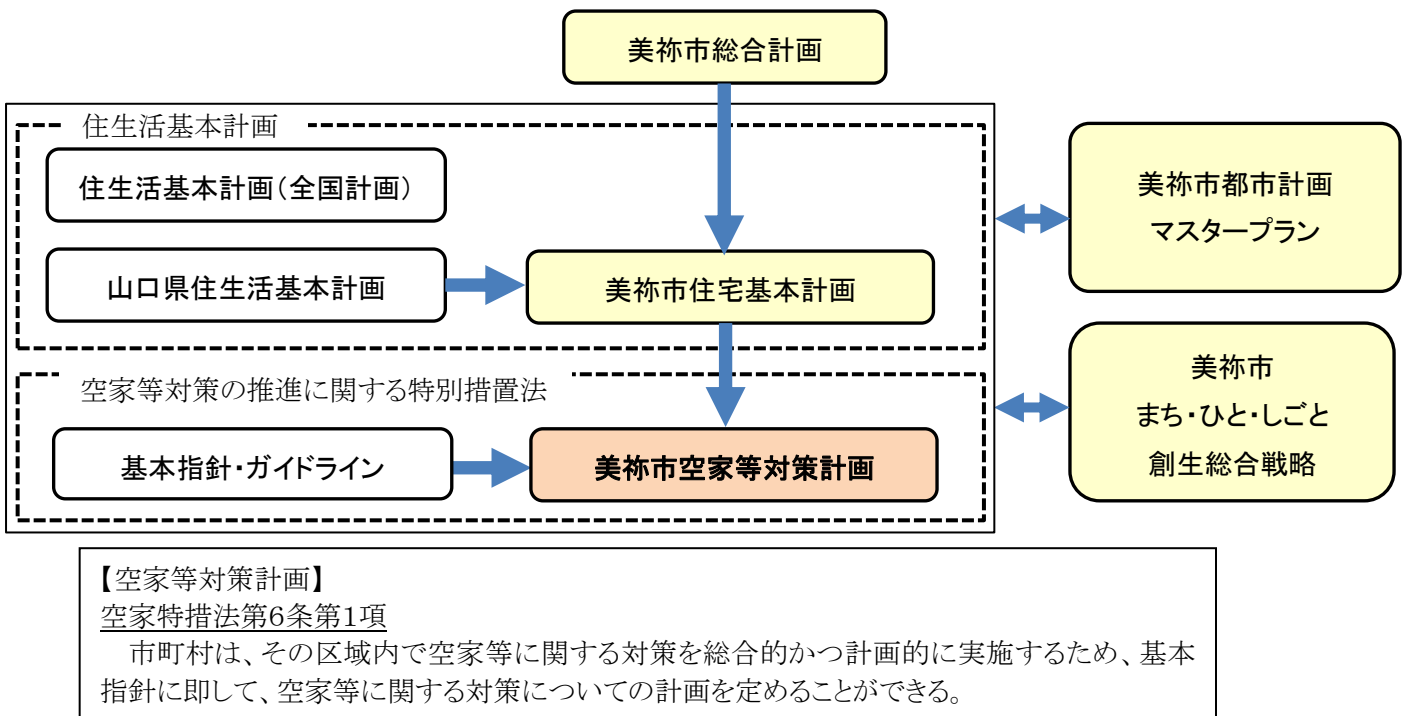 美祢市総合計画
住生活基本計画
住生活基本計画(全国計画)
山口県住生活基本計画
美祢市住宅基本計画
美祢市都市計画
マスタープラン
空家等対策の推進に関する特別措置法
基本指針・ガイドライン
美祢市空家等対策計画
美祢市
まち・ひと・しごと
創生総合戦略
【空家等対策計画】
空家特措法第6条第1項
市町村は、その区域内で空家等に関する対策を総合的かつ計画的に実施するため、基本
指針に即して、空家等に関する対策についての計画を定めることができる。